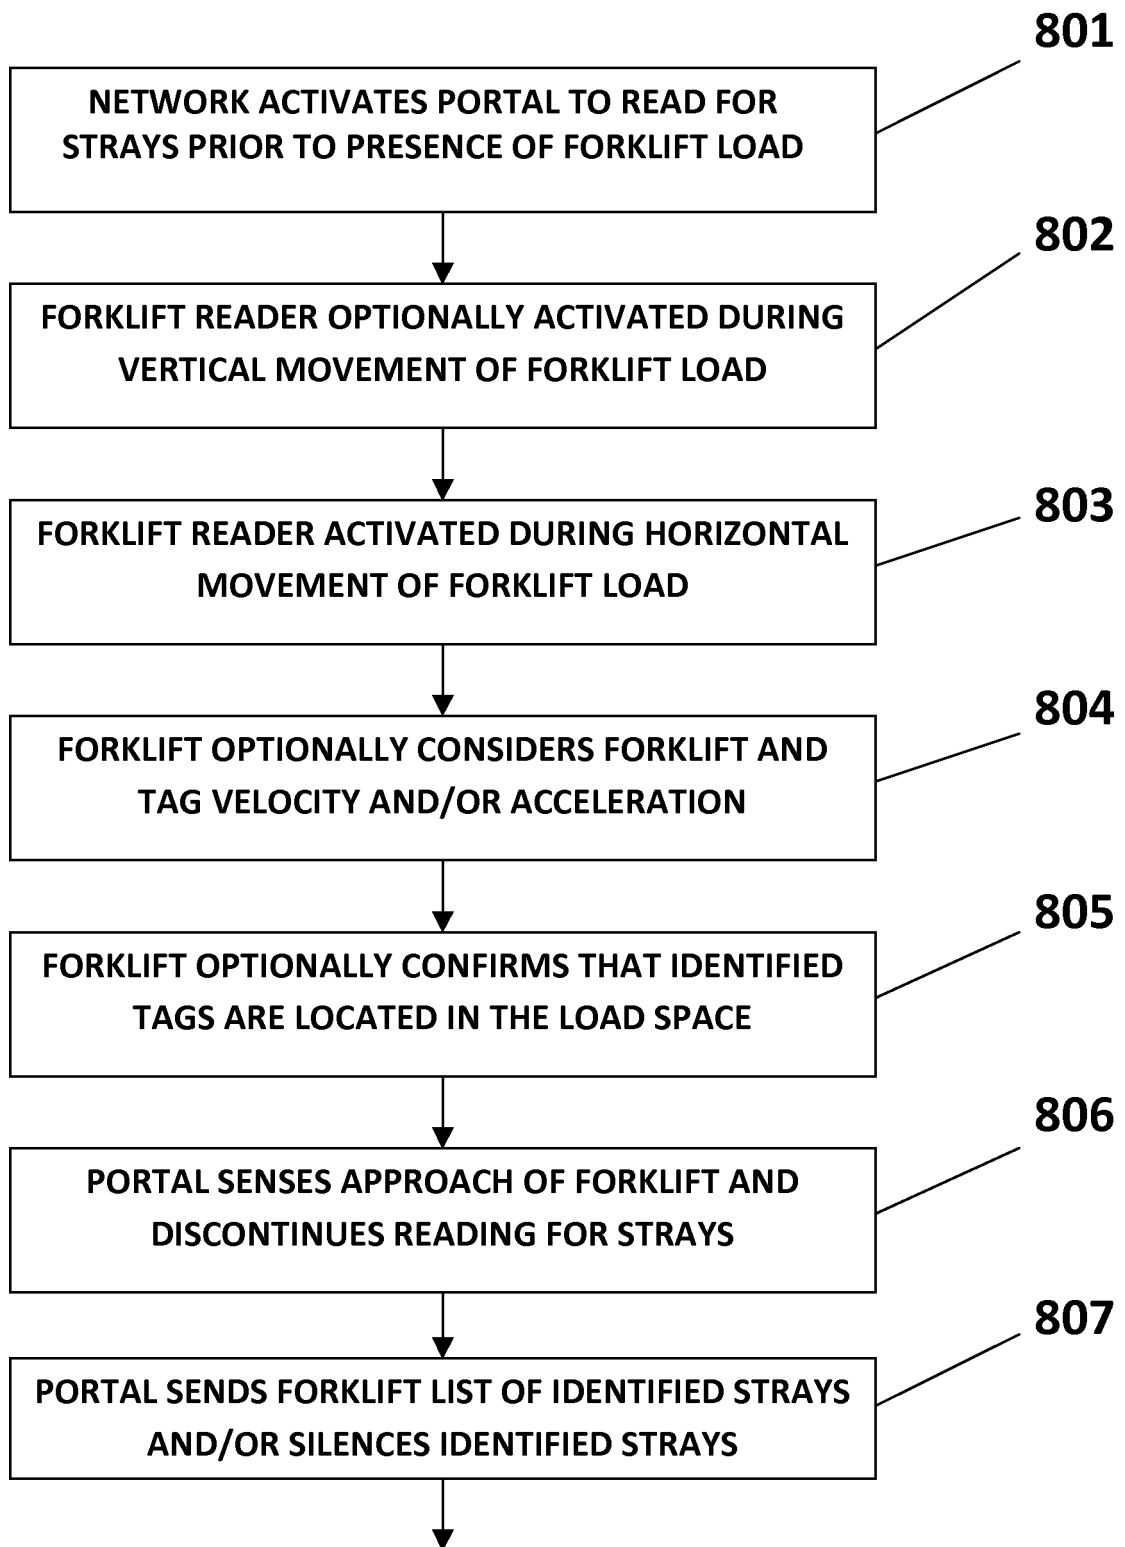 801
NETWORK ACTIVATES PORTAL TO READ FOR
STRAYS PRIOR TO PRESENCE OF FORKLIFT LOAD
802
FORKLIFT READER OPTIONALLY ACTIVATED DURING
VERTICAL MOVEMENT OF FORKLIFT LOAD
803
FORKLIFT READER ACTIVATED DURING HORIZONTAL
MOVEMENT OF FORKLIFT LOAD
804
FORKLIFT OPTIONALLY CONSIDERS FORKLIFT AND
TAG VELOCITY AND/OR ACCELERATION
805
FORKLIFT OPTIONALLY CONFIRMS THAT IDENTIFIED
TAGS ARE LOCATED IN THE LOAD SPACE
806
PORTAL SENSES APPROACH OF FORKLIFT AND
DISCONTINUES READING FOR STRAYS
807
PORTAL SENDS FORKLIFT LIST OF IDENTIFIED STRAYS
AND/OR SILENCES IDENTIFIED STRAYS